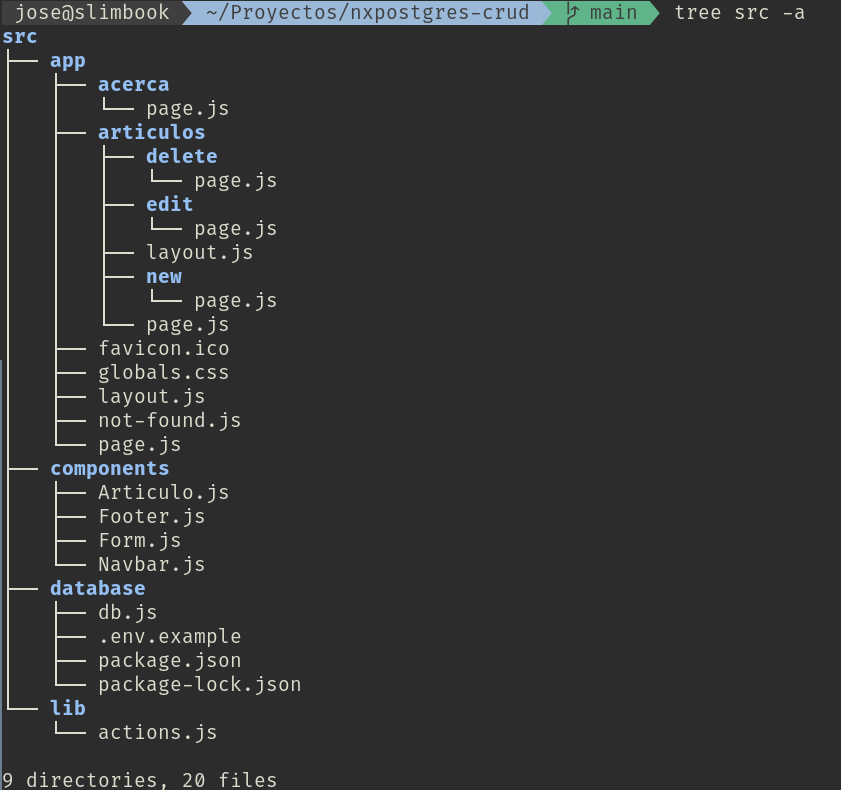 jose@slimbook ~/Proyectos/nxpostgres-crud main tree src -a
src
├── app
│   ├── acerca
│   │   └── page.js
│   ├── articulos
│   │   ├── delete
│   │   │   └── page.js
│   │   ├── edit
│   │   │   └── page.js
│   │   ├── layout.js
│   │   ├── new
│   │   │   └── page.js
│   │   └── page.js
│   ├── favicon.ico
│   ├── globals.css
│   ├── layout.js
│   ├── not-found.js
│   └── page.js
├── components
│   ├── Articulo.js
│   ├── Footer.js
│   ├── Form.js
│   └── Navbar.js
├── database
│   ├── db.js
│   ├── .env.example
│   ├── package.json
│   └── package-lock.json
└── lib
    └── actions.js
9 directories, 20 files